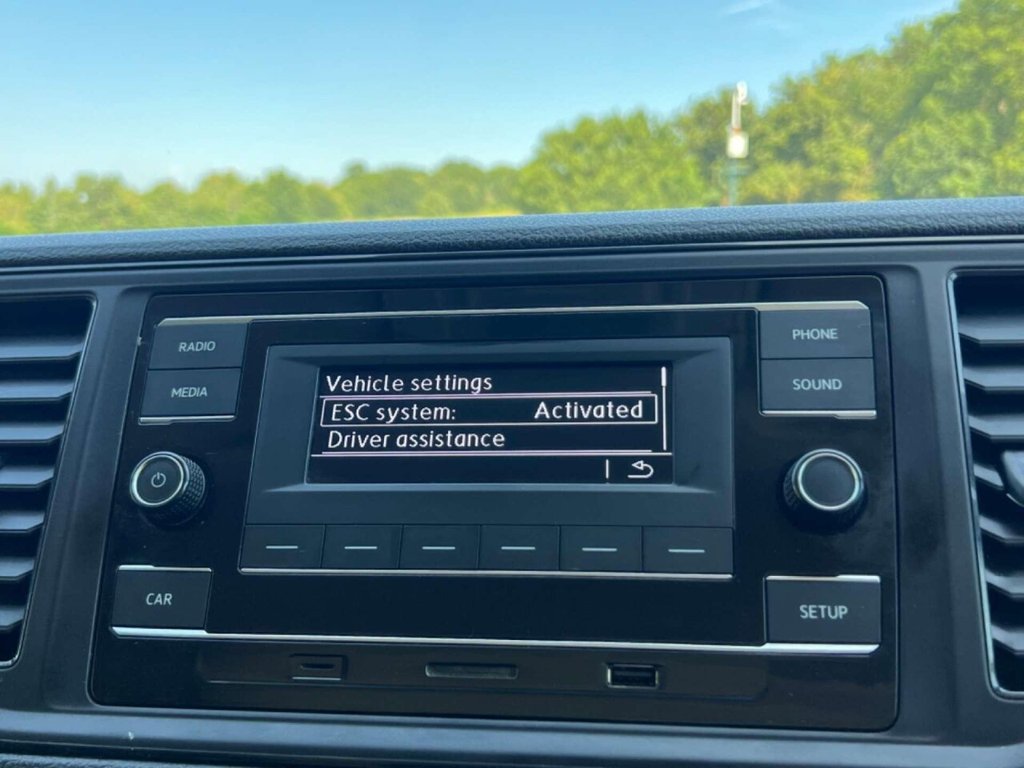 RADIO
MEDIA
PHONE
SOUND
Vehicle settings
ESC system: Activated
Driver assistance
CAR
SETUP